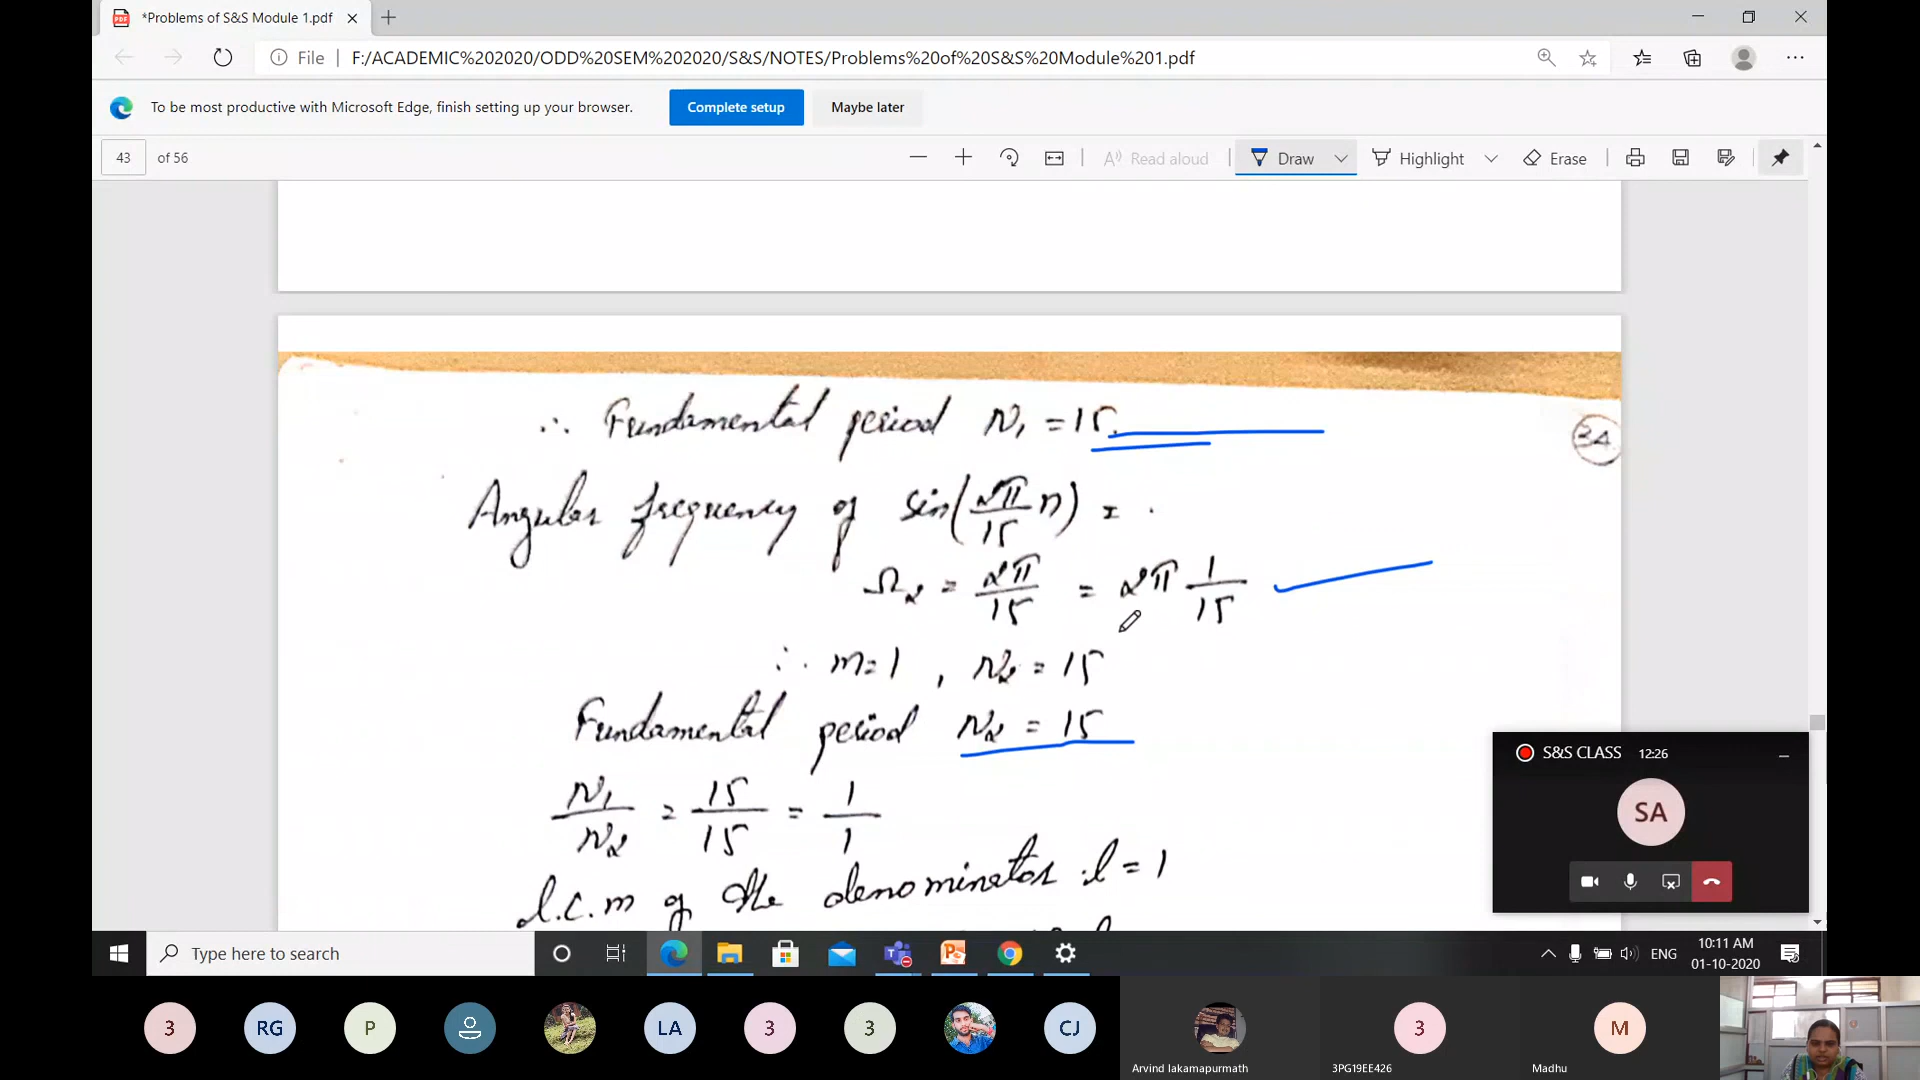 *Problems of S&S Module 1.pdf
File | F:/ACADEMIC%202020/ODD%20SEM%202020/S&S/NOTES/Problems%20of%20S&S%20Module%201.pdf
To be most productive with Microsoft Edge, finish setting up your browser. Complete setup Maybe later
43 of 56 Read aloud Draw Highlight Erase
∴ Fundamental period N₁ = 15.
34
Angular frequency of sin(2π/15 n) =
Ω₂ = 2π/15 = 2π 1/15
∴ m=1, N₂ = 15
Fundamental period N₂ = 15
N₁/N₂ = 15/15 = 1/1
l.c.m of the denominator l = 1
S&S CLASS 12:26
SA
Type here to search
ENG
10:11 AM
01-10-2020
3 RG P LA 3 3 CJ 3 M
Arvind lakamapurmath 3PG19EE426 Madhu